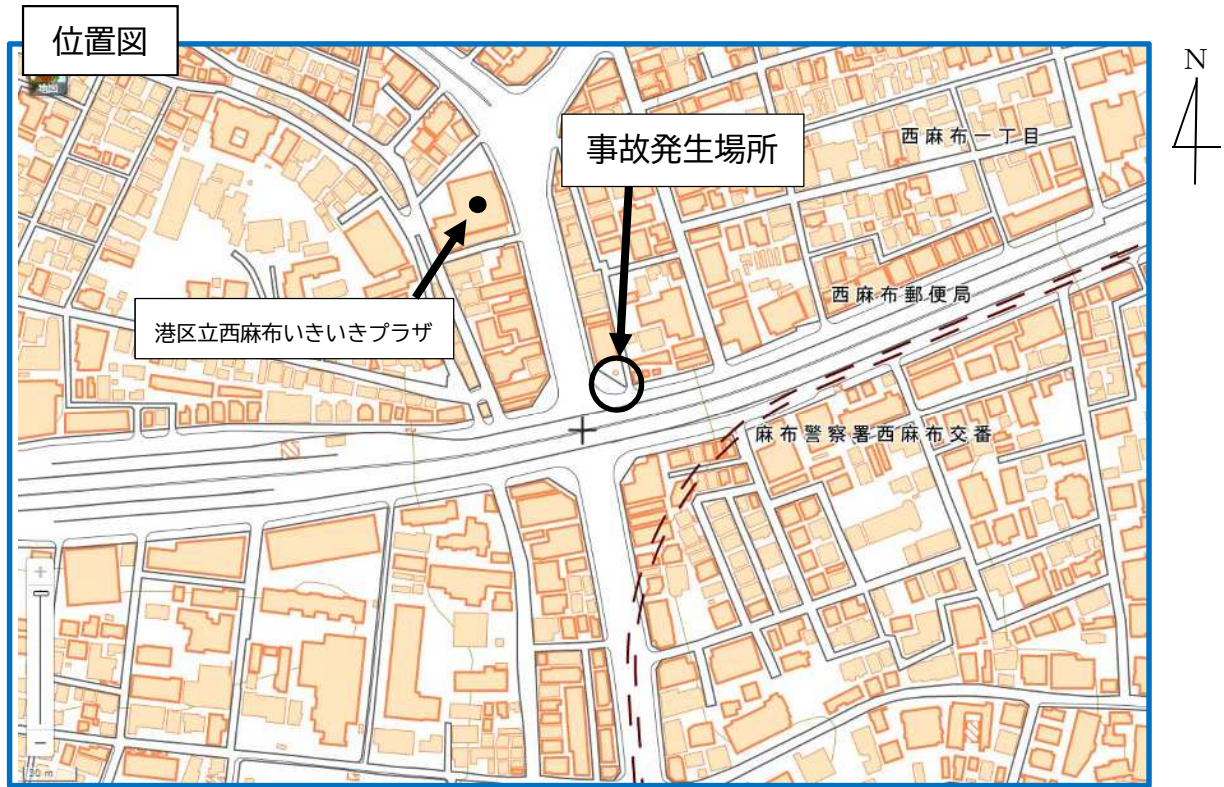 位置図
N
地図
事故発生場所
西麻布一丁目
西麻布郵便局
港区立西麻布いきいきプラザ
麻布警察署西麻布交番
+
−
30 m